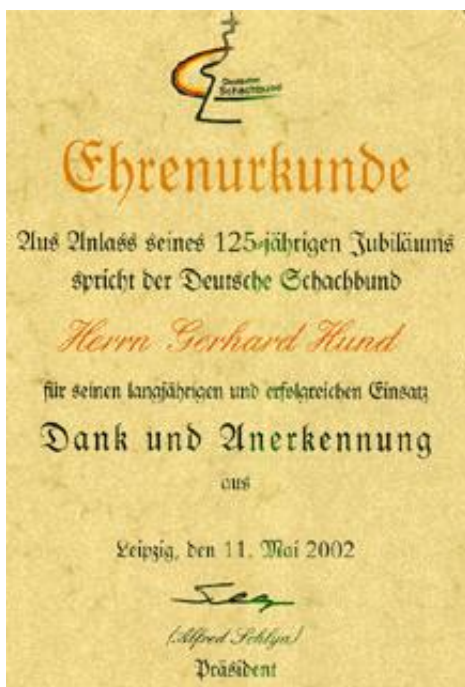 Deutscher
Schachbund
Ehrenurkunde
Aus Anlass seines 125-jährigen Jubiläums
spricht der Deutsche Schachbund
Herrn Gerhard Hund
für seinen langjährigen und erfolgreichen Einsatz
Dank und Anerkennung
aus
Leipzig, den 11. Mai 2002
(Alfred Schlya)
Präsident